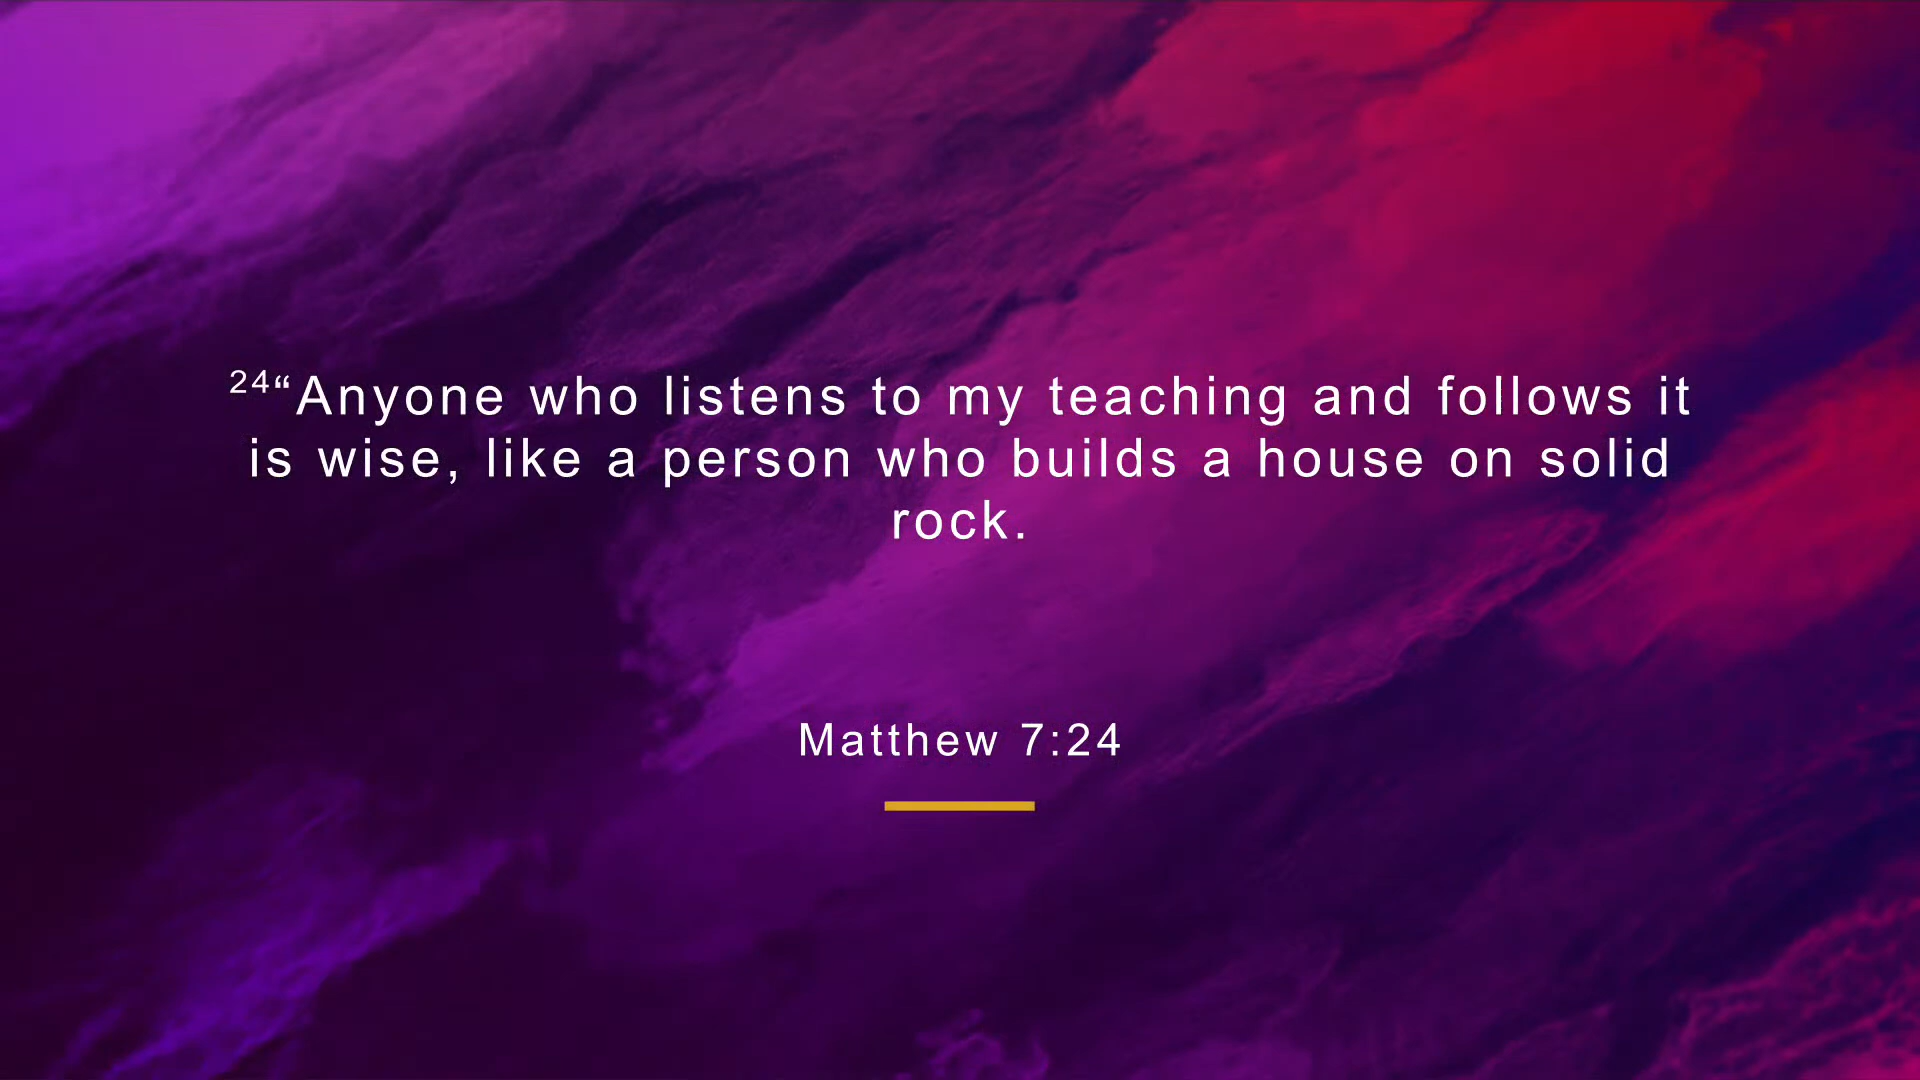 24“Anyone who listens to my teaching and follows it
is wise, like a person who builds a house on solid
rock.
Matthew 7:24